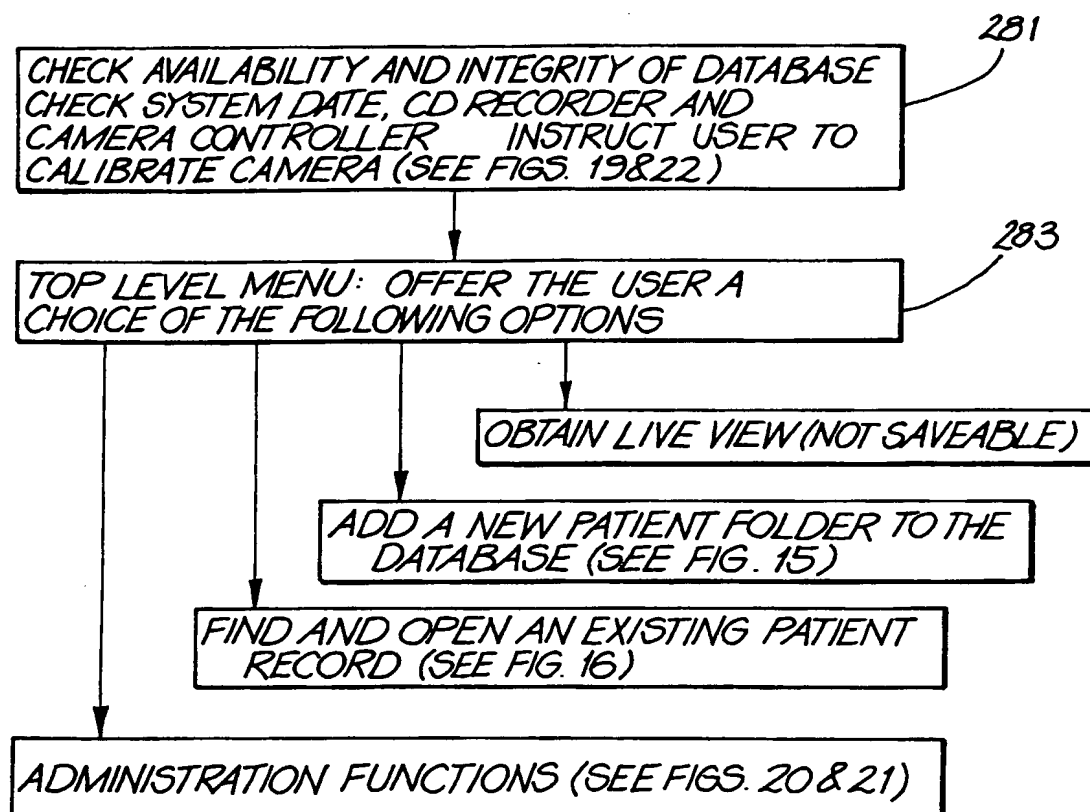 281
CHECK AVAILABILITY AND INTEGRITY OF DATABASE
CHECK SYSTEM DATE, CD RECORDER AND
CAMERA CONTROLLER INSTRUCT USER TO
CALIBRATE CAMERA (SEE FIGS. 19&22)
283
TOP LEVEL MENU: OFFER THE USER A
CHOICE OF THE FOLLOWING OPTIONS
OBTAIN LIVE VIEW (NOT SAVEABLE)
ADD A NEW PATIENT FOLDER TO THE
DATABASE (SEE FIG. 15)
FIND AND OPEN AN EXISTING PATIENT
RECORD (SEE FIG. 16)
ADMINISTRATION FUNCTIONS (SEE FIGS. 20&21)